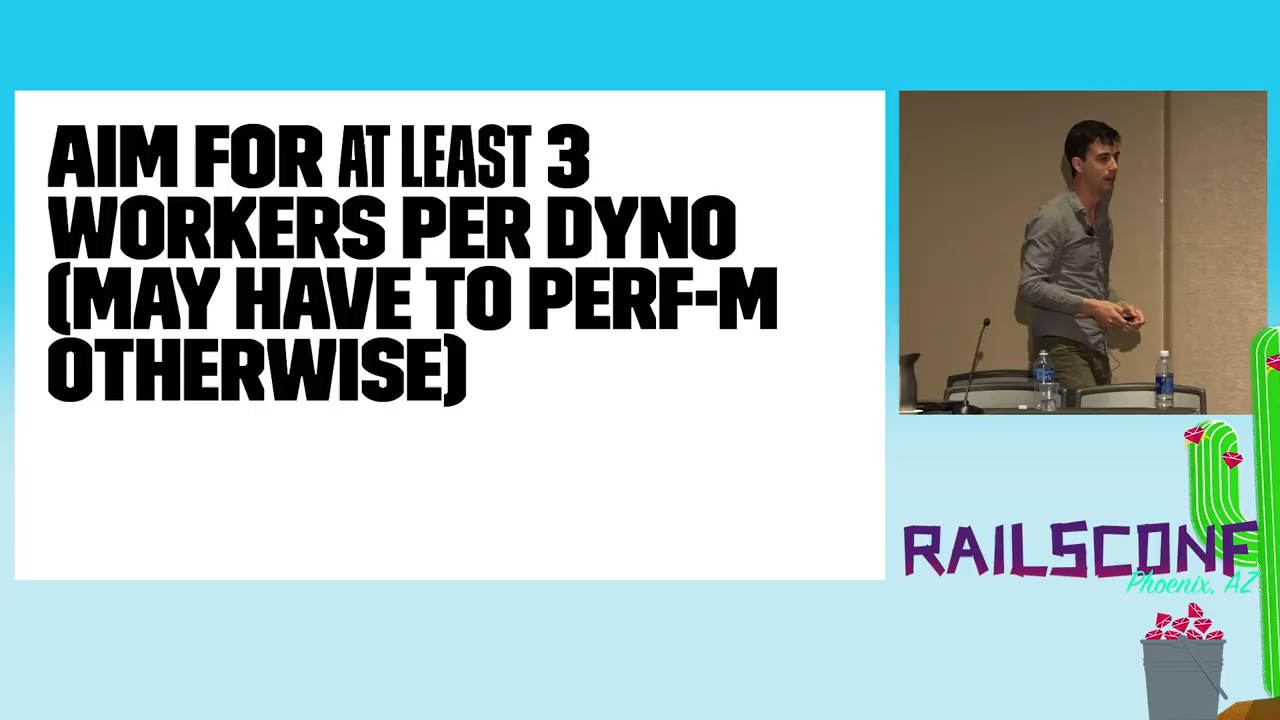 AIM FOR AT LEAST 3
WORKERS PER DYNO
(MAY HAVE TO PERF-M
OTHERWISE)
RAILSCONF
Phoenix, AZ